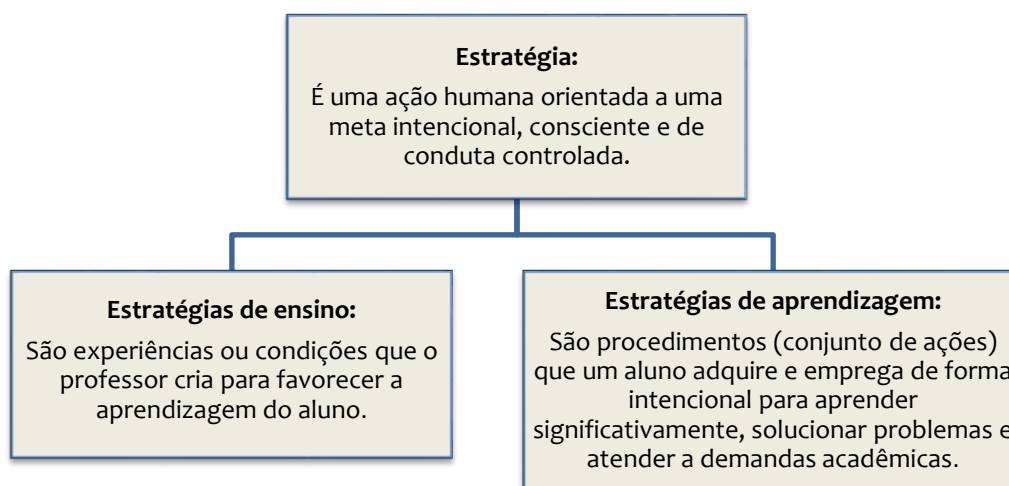 Estratégia:
É uma ação humana orientada a uma
meta intencional, consciente e de
conduta controlada.
Estratégias de ensino:
São experiências ou condições que o
professor cria para favorecer a
aprendizagem do aluno.
Estratégias de aprendizagem:
São procedimentos (conjunto de ações)
que um aluno adquire e emprega de forma
intencional para aprender
significativamente, solucionar problemas e
atender a demandas acadêmicas.